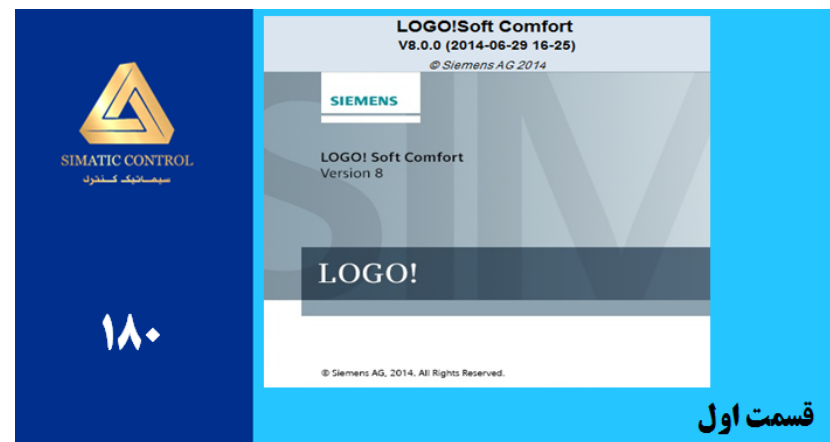 SIMATIC CONTROL
سیماتیک کنترل
۱۸۰
LOGO!Soft Comfort
V8.0.0 (2014-06-29 16-25)
© Siemens AG 2014
SIEMENS
LOGO! Soft Comfort
Version 8
SIM
LOGO!
© Siemens AG, 2014. All Rights Reserved.
قسمت اول